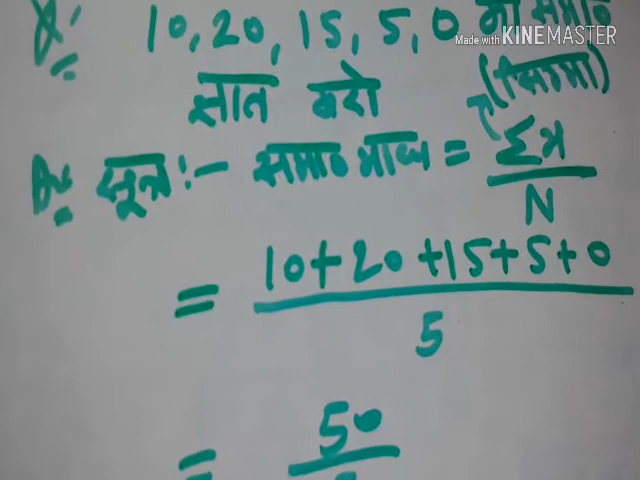 Q: 10, 20, 15, 5, 0 का
Made with KINEMASTER
ज्ञात करो (सिग्मा)
सूत्र :- समान्तर माध्य = Σx / N
= 10+20+15+5+0 / 5
= 50